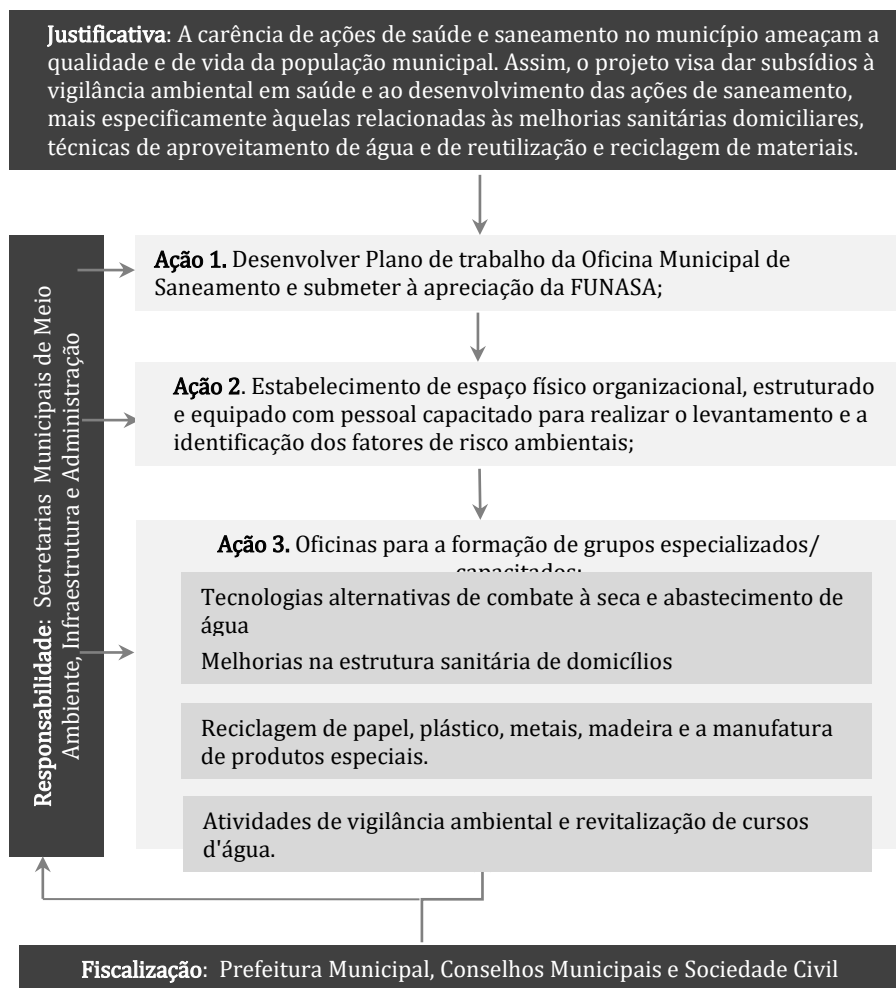 Justificativa: A carência de ações de saúde e saneamento no município ameaçam a
qualidade e de vida da população municipal. Assim, o projeto visa dar subsídios à
vigilância ambiental em saúde e ao desenvolvimento das ações de saneamento,
mais especificamente àquelas relacionadas às melhorias sanitárias domiciliares,
técnicas de aproveitamento de água e de reutilização e reciclagem de materiais.
Responsabilidade: Secretarias Municipais de Meio
Ambiente, Infraestrutura e Administração
Ação 1. Desenvolver Plano de trabalho da Oficina Municipal de
Saneamento e submeter à apreciação da FUNASA;
Ação 2. Estabelecimento de espaço físico organizacional, estruturado
e equipado com pessoal capacitado para realizar o levantamento e a
identificação dos fatores de risco ambientais;
Ação 3. Oficinas para a formação de grupos especializados/
capacitados:
Tecnologias alternativas de combate à seca e abastecimento de
água
Melhorias na estrutura sanitária de domicílios
Reciclagem de papel, plástico, metais, madeira e a manufatura
de produtos especiais.
Atividades de vigilância ambiental e revitalização de cursos
d'água.
Fiscalização: Prefeitura Municipal, Conselhos Municipais e Sociedade Civil